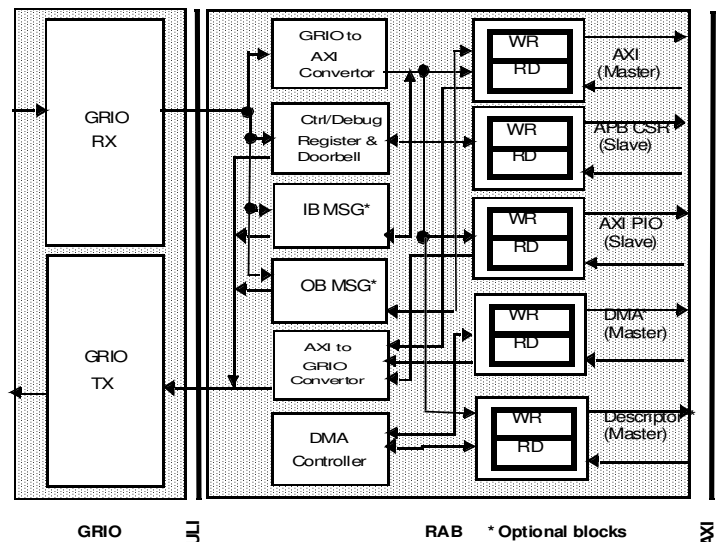 GRIO
RX
GRIO
TX
GRIO to
AXI
Convertor
Ctrl/Debug
Register &
Doorbell
IB MSG*
OB MSG*
AXI to
GRIO
Convertor
DMA
Controller
WR
RD
AXI
(Master)
WR
RD
APB CSR
(Slave)
WR
RD
AXI PIO
(Slave)
WR
RD
DMA*
(Master)
WR
RD
Descriptor*
(Master)
GRIO
JLI
RAB
* Optional blocks
AXI